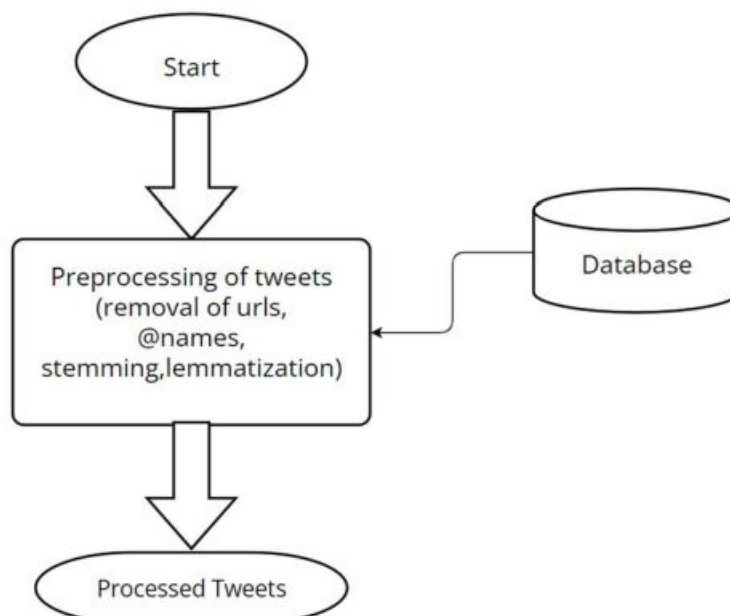 Start
Preprocessing of tweets
(removal of urls,
@names,
stemming,lemmatization)
Database
Processed Tweets